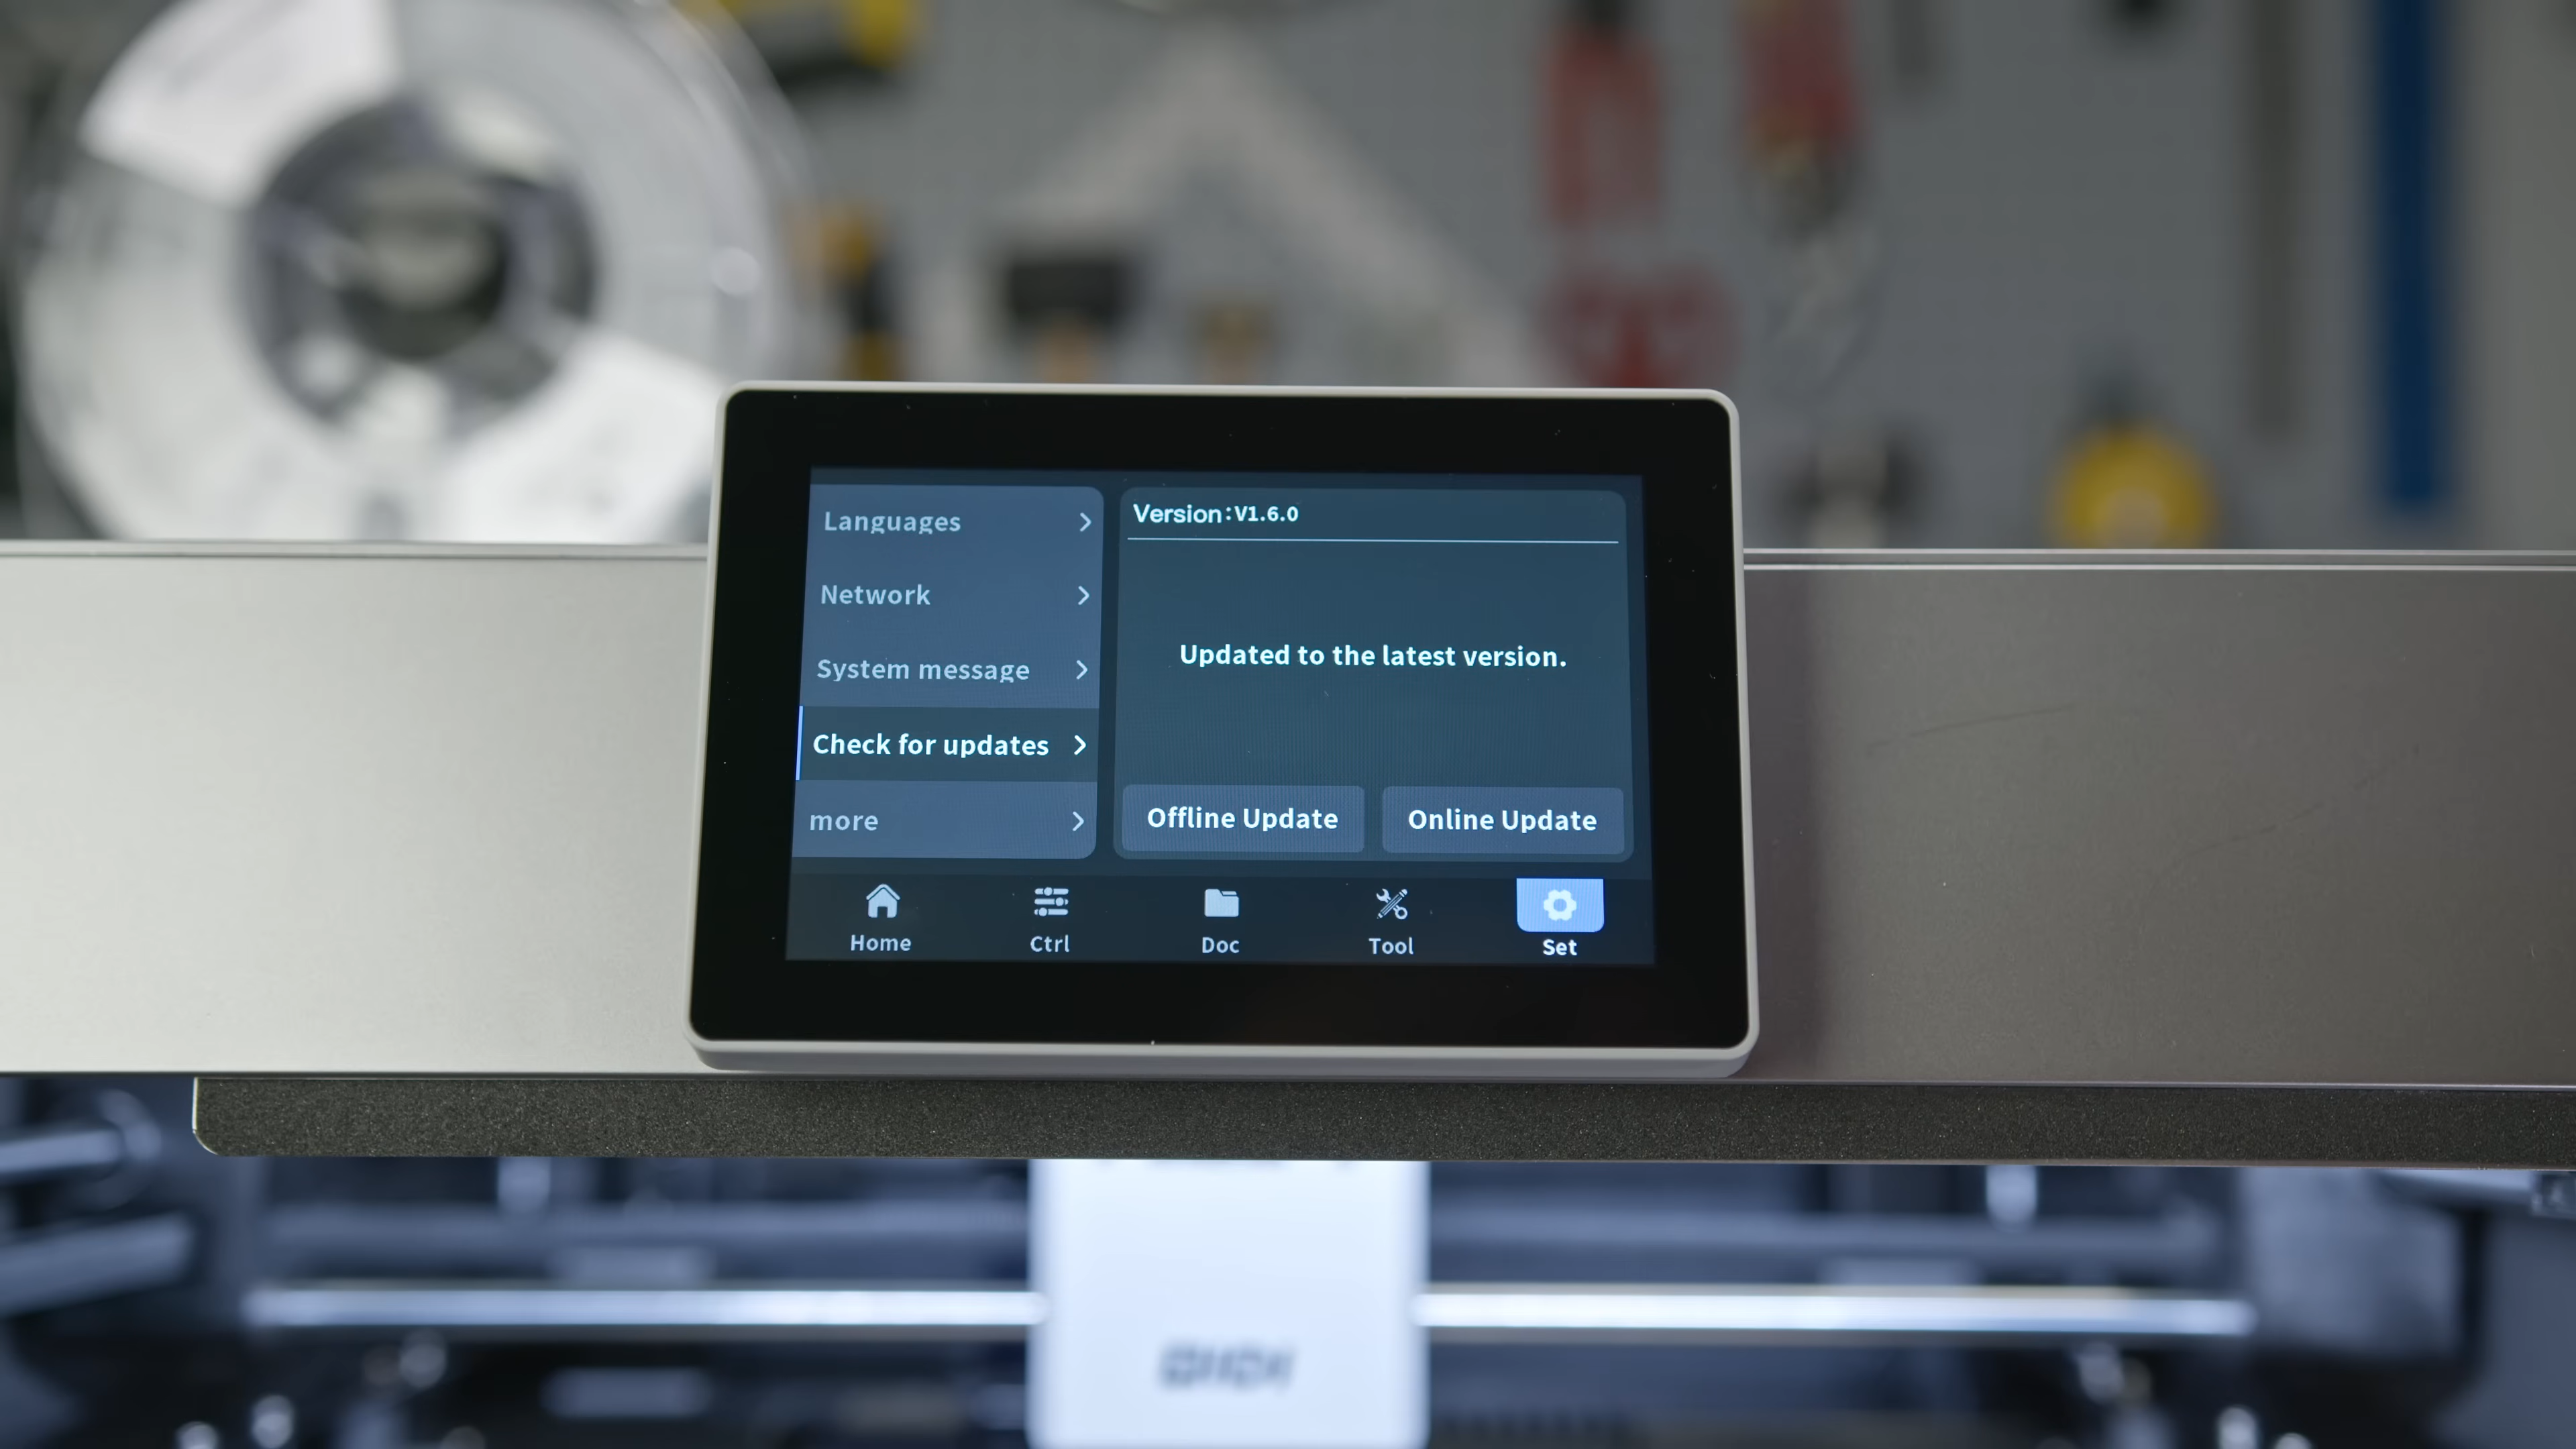 Languages
Network
System message
Check for updates
more
Version:V1.6.0
Updated to the latest version.
Offline Update
Online Update
Home
Ctrl
Doc
Tool
Set
QIDI